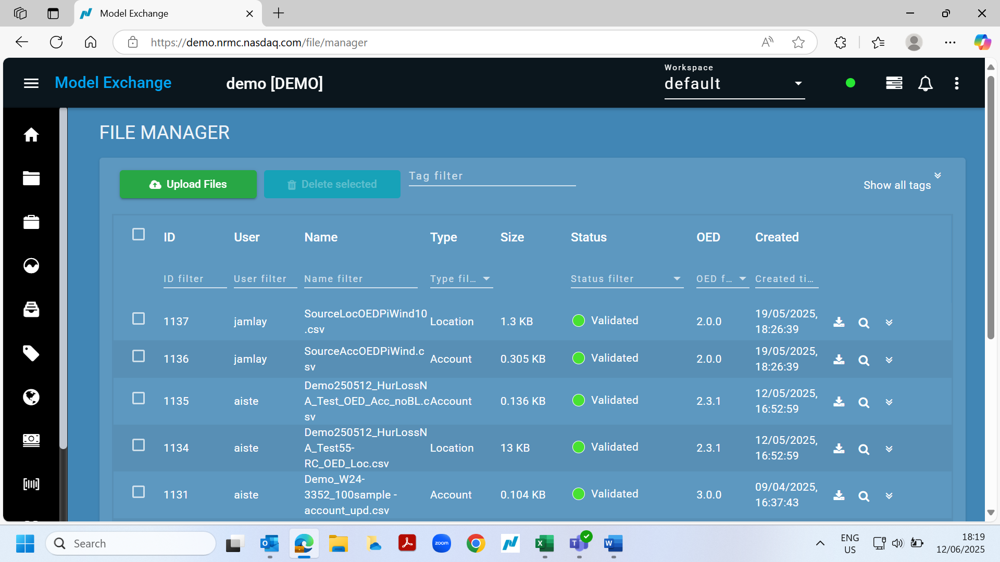 Model Exchange
https://demo.nrmc.nasdaq.com/file/manager
Workspace
Model Exchange
demo [DEMO]
default
FILE MANAGER
Upload Files
Delete selected
Tag filter
Show all tags
ID User Name Type Size Status OED Created
ID filter User filter Name filter Type fil... Status filter OED f... Created ti...
SourceLocOEDPiWind10
.csv
1137 jamlay Location 1.3 KB Validated 2.0.0
19/05/2025,
18:26:39
SourceAccOEDPiWind.c
sv
1136 jamlay Account 0.305 KB Validated 2.0.0
19/05/2025,
18:26:39
Demo250512_HurLossN
A_Test_OED_Acc_noBL.c
sv
1135 aiste Account 0.136 KB Validated 2.3.1
12/05/2025,
16:52:59
Demo250512_HurLossN
A_Test55-
RC_OED_Loc.csv
1134 aiste Location 13 KB Validated 2.3.1
12/05/2025,
16:52:59
Demo_W24-
3352_100sample -
account_upd.csv
1131 aiste Account 0.104 KB Validated 3.0.0
09/04/2025,
16:37:43
Search
zoom
ENG
US
18:19
12/06/2025